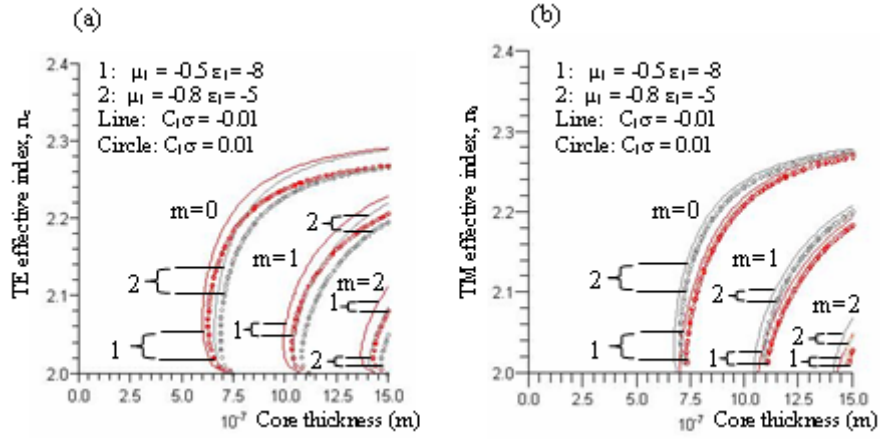 (a)
(b)
2.4
2.3
2.2
2.1
2.0
TE effective index, nₑ
1: μ₁ = -0.5 ε₁= -8
2: μ₁ = -0.8 ε₁= -5
Line: C₁σ = -0.01
Circle: C₁σ = 0.01
m=0
m=1
m=2
2
1
2
1
1
2
0.0 2.5 5.0 7.5 10.0 12.5 15.0
10⁻⁷ Core thickness (m)
2.4
2.3
2.2
2.1
2.0
TM effective index,
1: μ₁ = -0.5 ε₁= -8
2: μ₁ = -0.8 ε₁= -5
Line: C₁σ = -0.01
Circle: C₁σ = 0.01
m=0
m=1
m=2
2
1
2
1
2
1
0.0 2.5 5.0 7.5 10.0 12.5 15.0
10⁻⁷ Core thickness (m)